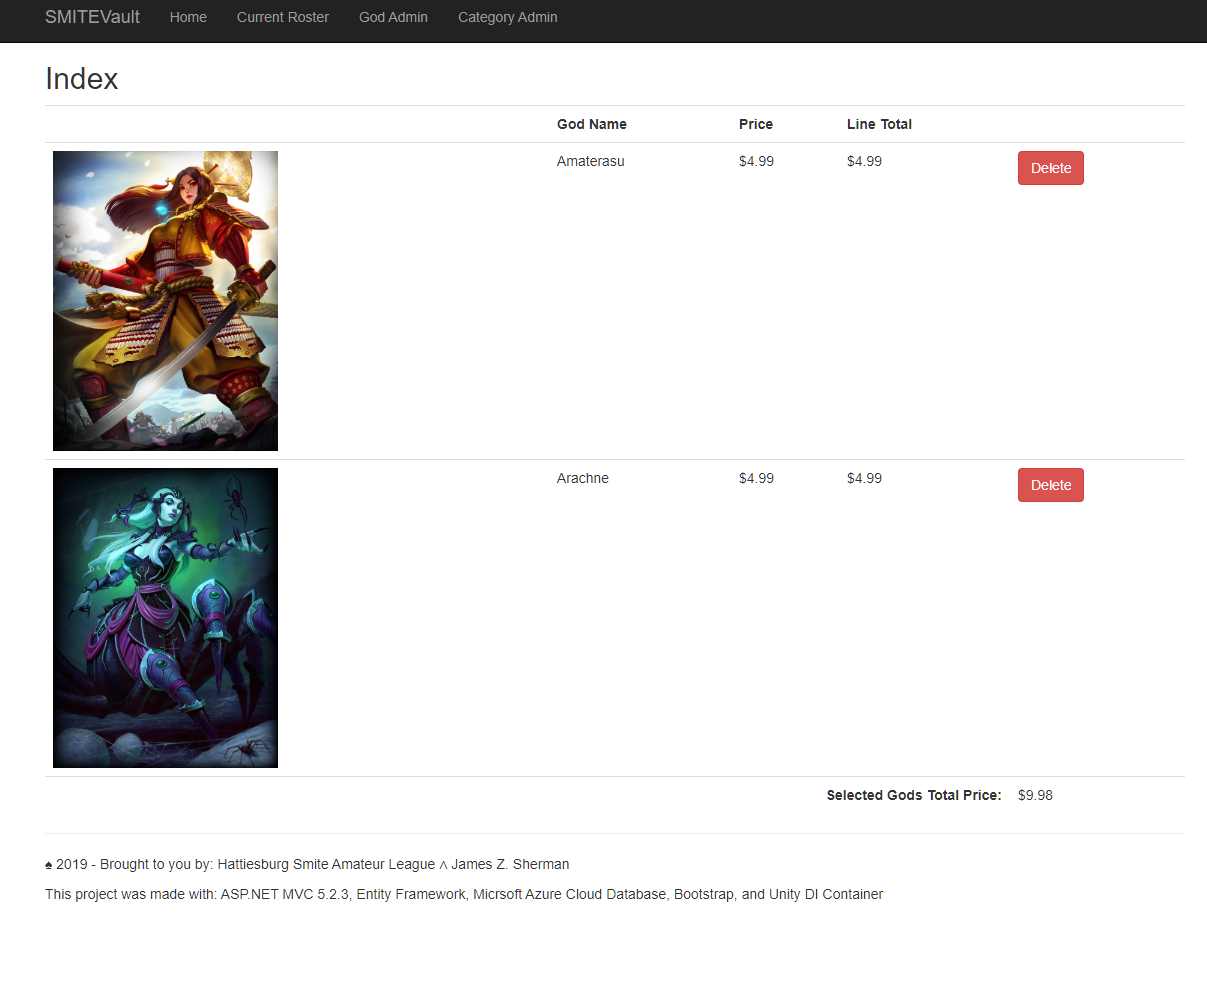 SMITEVault Home Current Roster God Admin Category Admin
Index
God Name Price Line Total
Amaterasu $4.99 $4.99 Delete
Arachne $4.99 $4.99 Delete
Selected Gods Total Price: $9.98
♠ 2019 - Brought to you by: Hattiesburg Smite Amateur League ∧ James Z. Sherman
This project was made with: ASP.NET MVC 5.2.3, Entity Framework, Micrsoft Azure Cloud Database, Bootstrap, and Unity DI Container